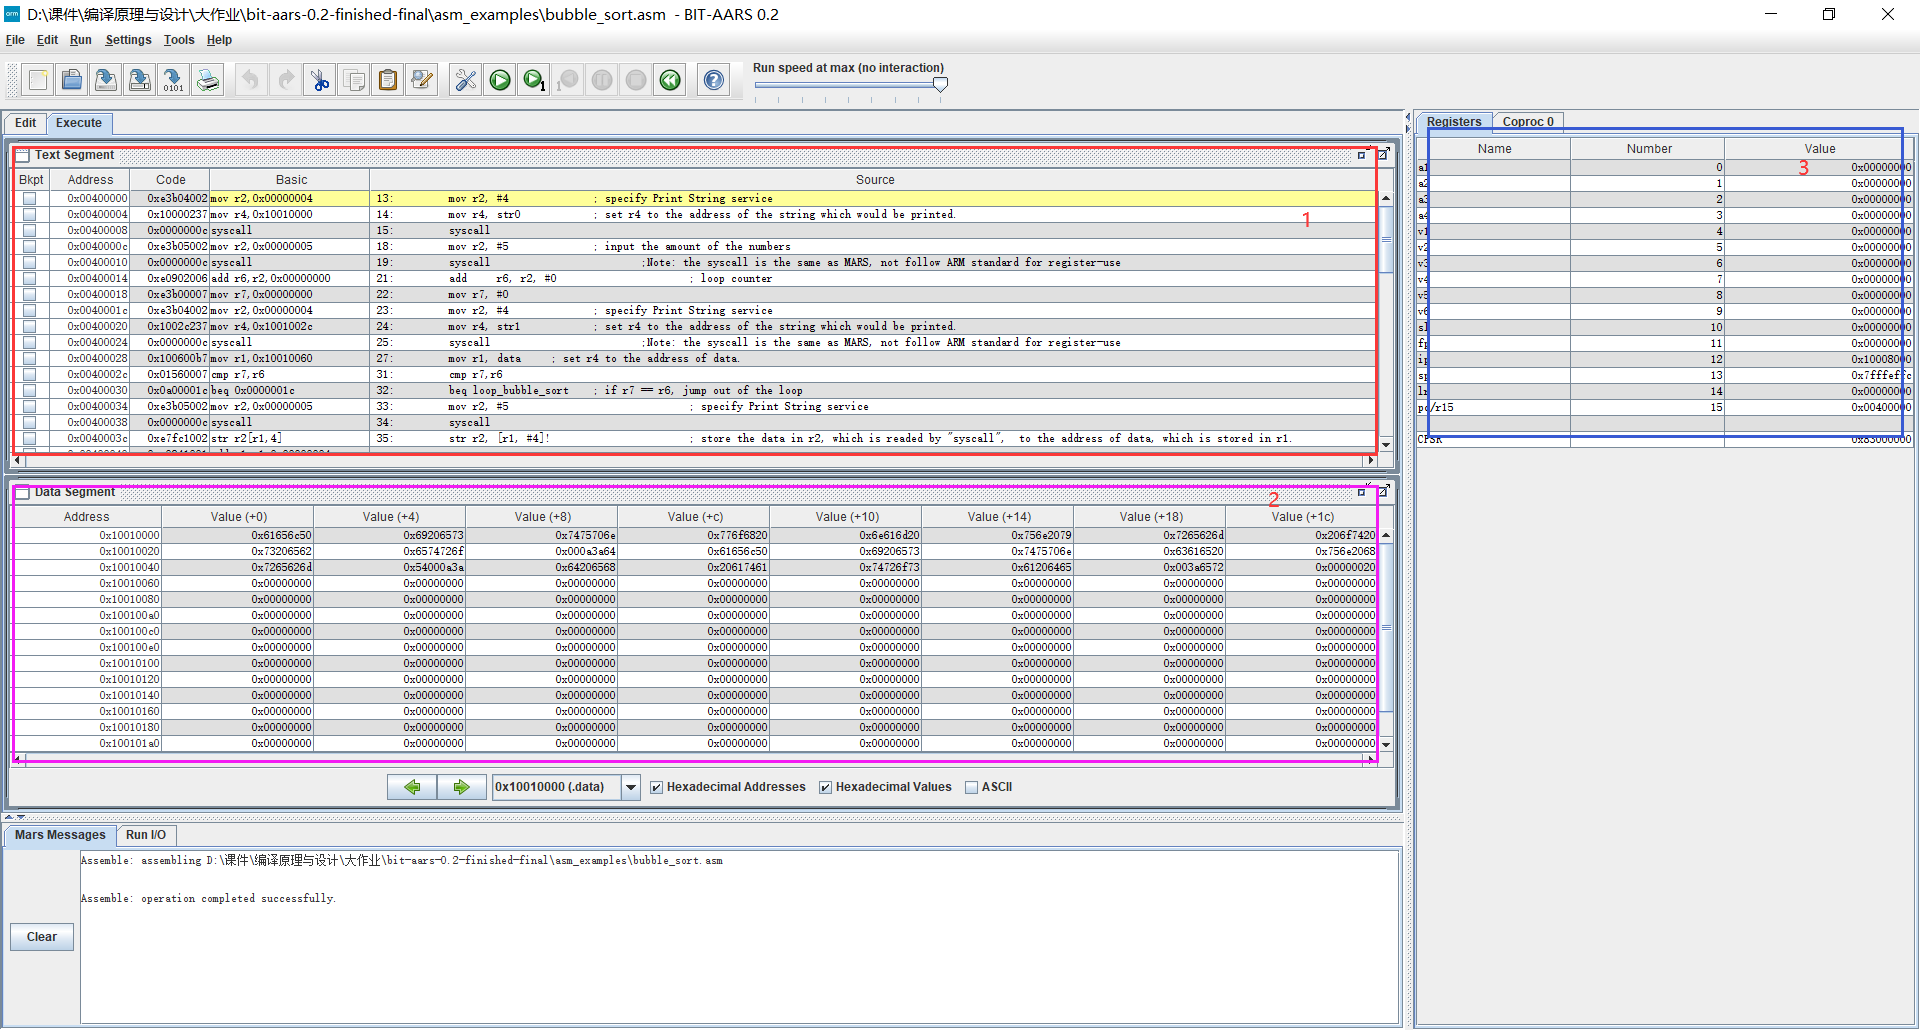 D:\课件\编译原理与设计\大作业\bit-aars-0.2-finished-final\asm_examples\bubble_sort.asm - BIT-AARS 0.2
File Edit Run Settings Tools Help
Run speed at max (no interaction)
Edit Execute
Text Segment
Bkpt Address Code Basic Source
0x00400000 0xe3b04002 mov r2,0x00000004 13: mov r2, #4 ; specify Print String service
0x00400004 0x10000237 mov r4,0x10010000 14: mov r4, str0 ; set r4 to the address of the string which would be printed.
0x00400008 0x0000000c syscall 15: syscall
0x0040000c 0xe3b05002 mov r2,0x00000005 18: mov r2, #5 ; input the amount of the numbers
0x00400010 0x0000000c syscall 19: syscall ;Note: the syscall is the same as MARS, not follow ARM standard for register-use
0x00400014 0xe0902006 add r6,r2,0x00000000 21: add r6, r2, #0 ; loop counter
0x00400018 0xe3b00007 mov r7,0x00000000 22: mov r7, #0
0x0040001c 0xe3b04002 mov r2,0x00000004 23: mov r2, #4 ; specify Print String service
0x00400020 0x1002c237 mov r4,0x1001002c 24: mov r4, str1 ; set r4 to the address of the string which would be printed.
0x00400024 0x0000000c syscall 25: syscall ;Note: the syscall is the same as MARS, not follow ARM standard for register-use
0x00400028 0x100600b7 mov r1,0x10010060 27: mov r1, data ; set r4 to the address of data.
0x0040002c 0x01560007 cmp r7,r6 31: cmp r7,r6
0x00400030 0x0a00001c beq 0x0000001c 32: beq loop_bubble_sort ; if r7 == r6, jump out of the loop
0x00400034 0xe3b05002 mov r2,0x00000005 33: mov r2, #5 ; specify Print String service
0x00400038 0x0000000c syscall 34: syscall
0x0040003c 0xe7fc1002 str r2[r1,4] 35: str r2, [r1, #4]! ; store the data in r2, which is readed by "syscall", to the address of data, which is stored in r1.
1
Data Segment
2
Address Value (+0) Value (+4) Value (+8) Value (+c) Value (+10) Value (+14) Value (+18) Value (+1c)
0x10010000 0x61656c50 0x69206573 0x7475706e 0x776f6820 0x6e616d20 0x756e2079 0x7265626d 0x206f7420
0x10010020 0x73206562 0x6574726f 0x000a3a64 0x61656c50 0x69206573 0x7475706e 0x63616520 0x756e2068
0x10010040 0x7265626d 0x54000a3a 0x64206568 0x20617461 0x74726f73 0x61206465 0x003a6572 0x00000020
0x10010060 0x00000000 0x00000000 0x00000000 0x00000000 0x00000000 0x00000000 0x00000000 0x00000000
0x10010080 0x00000000 0x00000000 0x00000000 0x00000000 0x00000000 0x00000000 0x00000000 0x00000000
0x100100a0 0x00000000 0x00000000 0x00000000 0x00000000 0x00000000 0x00000000 0x00000000 0x00000000
0x100100c0 0x00000000 0x00000000 0x00000000 0x00000000 0x00000000 0x00000000 0x00000000 0x00000000
0x100100e0 0x00000000 0x00000000 0x00000000 0x00000000 0x00000000 0x00000000 0x00000000 0x00000000
0x10010100 0x00000000 0x00000000 0x00000000 0x00000000 0x00000000 0x00000000 0x00000000 0x00000000
0x10010120 0x00000000 0x00000000 0x00000000 0x00000000 0x00000000 0x00000000 0x00000000 0x00000000
0x10010140 0x00000000 0x00000000 0x00000000 0x00000000 0x00000000 0x00000000 0x00000000 0x00000000
0x10010160 0x00000000 0x00000000 0x00000000 0x00000000 0x00000000 0x00000000 0x00000000 0x00000000
0x10010180 0x00000000 0x00000000 0x00000000 0x00000000 0x00000000 0x00000000 0x00000000 0x00000000
0x100101a0 0x00000000 0x00000000 0x00000000 0x00000000 0x00000000 0x00000000 0x00000000 0x00000000
0x10010000 (.data) Hexadecimal Addresses Hexadecimal Values ASCII
Mars Messages Run I/O
Assemble: assembling D:\课件\编译原理与设计\大作业\bit-aars-0.2-finished-final\asm_examples\bubble_sort.asm
Assemble: operation completed successfully.
Clear
Registers Coproc 0
Name Number Value
3
0 0x00000000
1 0x00000000
2 0x00000000
3 0x00000000
4 0x00000000
5 0x00000000
6 0x00000000
7 0x00000000
8 0x00000000
9 0x00000000
10 0x00000000
11 0x00000000
ip 12 0x10008000
sp 13 0x7fffeffc
14 0x00000000
pc/r15 15 0x00400000
CPSR 0x83000000